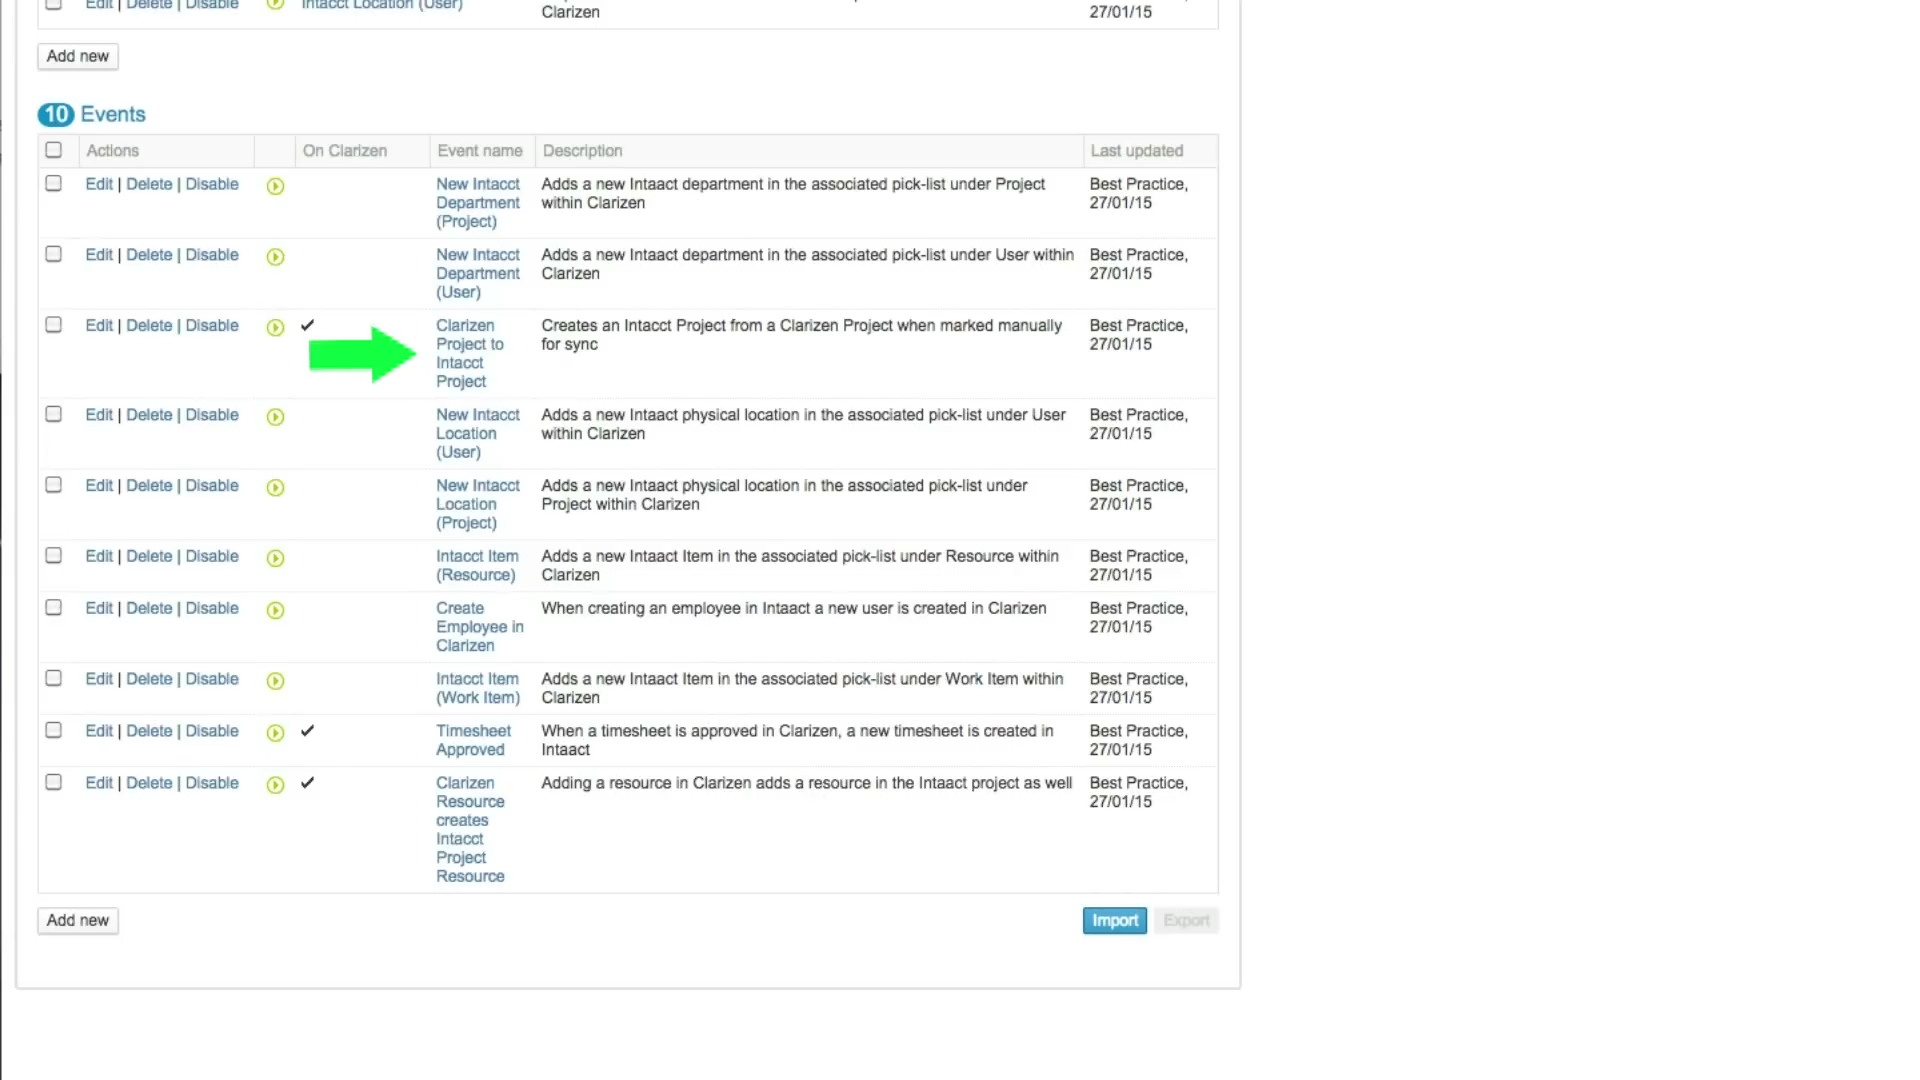 Edit | Delete | Disable Intacct Location (User)
Clarizen 27/01/15
Add new
10 Events
Actions On Clarizen Event name Description Last updated
Edit | Delete | Disable New Intacct Adds a new Intaact department in the associated pick-list under Project Best Practice,
Department within Clarizen 27/01/15
(Project)
Edit | Delete | Disable New Intacct Adds a new Intaact department in the associated pick-list under User within Best Practice,
Department Clarizen 27/01/15
(User)
Edit | Delete | Disable ✓ Clarizen Creates an Intacct Project from a Clarizen Project when marked manually Best Practice,
Project to for sync 27/01/15
Intacct
Project
Edit | Delete | Disable New Intacct Adds a new Intaact physical location in the associated pick-list under User Best Practice,
Location within Clarizen 27/01/15
(User)
Edit | Delete | Disable New Intacct Adds a new Intaact physical location in the associated pick-list under Best Practice,
Location Project within Clarizen 27/01/15
(Project)
Edit | Delete | Disable Intacct Item Adds a new Intaact Item in the associated pick-list under Resource within Best Practice,
(Resource) Clarizen 27/01/15
Edit | Delete | Disable Create When creating an employee in Intaact a new user is created in Clarizen Best Practice,
Employee in 27/01/15
Clarizen
Edit | Delete | Disable Intacct Item Adds a new Intaact Item in the associated pick-list under Work Item within Best Practice,
(Work Item) Clarizen 27/01/15
Edit | Delete | Disable ✓ Timesheet When a timesheet is approved in Clarizen, a new timesheet is created in Best Practice,
Approved Intaact 27/01/15
Edit | Delete | Disable ✓ Clarizen Adding a resource in Clarizen adds a resource in the Intaact project as well Best Practice,
Resource 27/01/15
creates
Intacct
Project
Resource
Add new Import Export